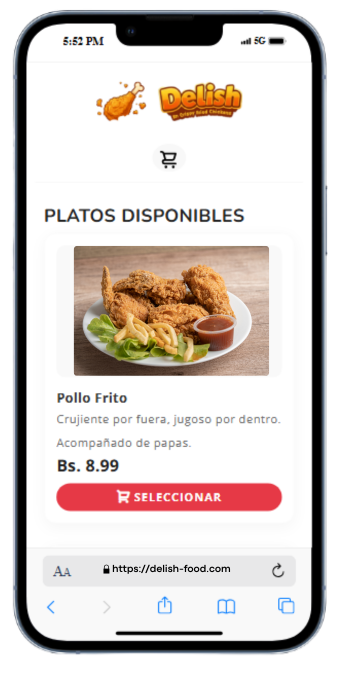 5:52 PM
5G
Delish
PLATOS DISPONIBLES
Pollo Frito
Crujiente por fuera, jugoso por dentro.
Acompañado de papas.
Bs. 8.99
SELECCIONAR
AA
https://delish-food.com